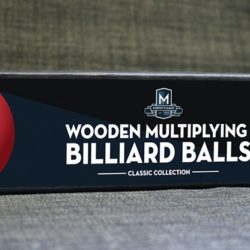 M
WOODEN MULTIPLYING
BILLIARD BALLS
CLASSIC COLLECTION